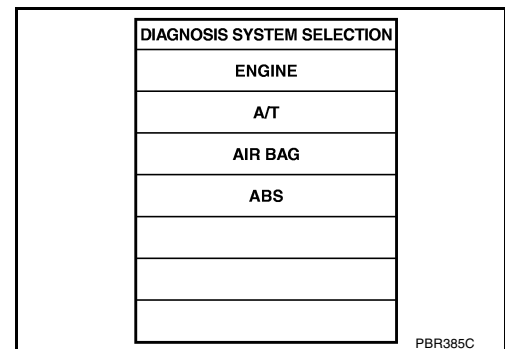 DIAGNOSIS SYSTEM SELECTION
ENGINE
A/T
AIR BAG
ABS
PBR385C